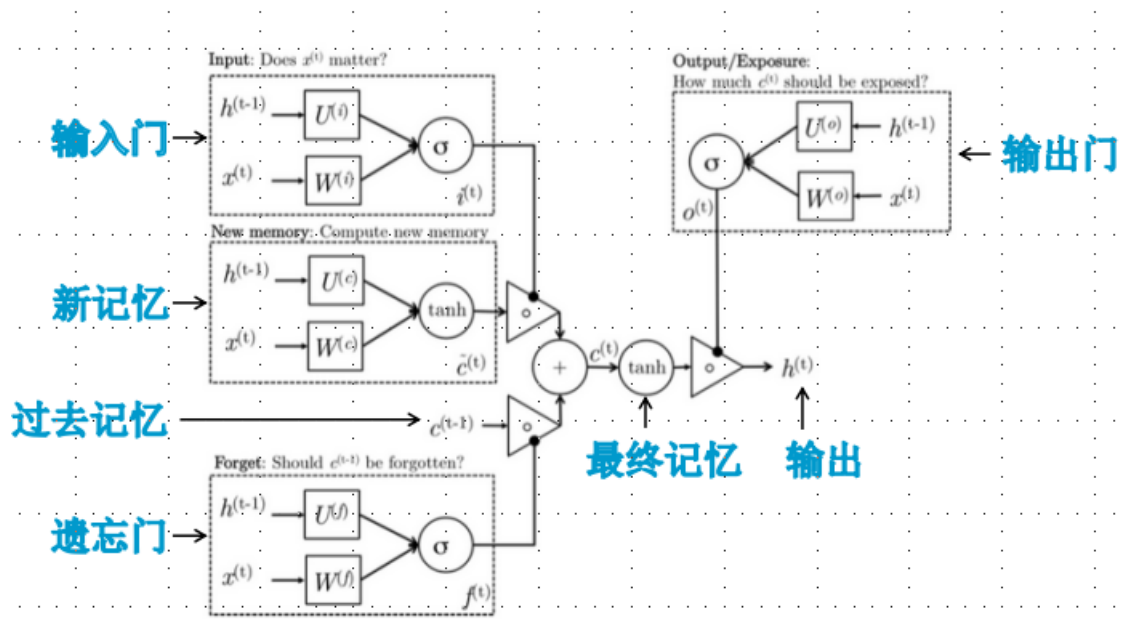 Input: Does x^(t) matter?
h^(t-1)
U^(i)
σ
x^(t)
W^(i)
i^(t)
输入门
New memory: Compute new memory
h^(t-1)
U^(c)
tanh
x^(t)
W^(c)
c̃^(t)
新记忆
过去记忆
c^(t-1)
Forget: Should c^(t-1) be forgotten?
h^(t-1)
U^(f)
σ
x^(t)
W^(f)
f^(t)
遗忘门
+
c^(t)
tanh
h^(t)
最终记忆
输出
Output/Exposure:
How much c^(t) should be exposed?
U^(o)
h^(t-1)
σ
W^(o)
x^(t)
o^(t)
输出门